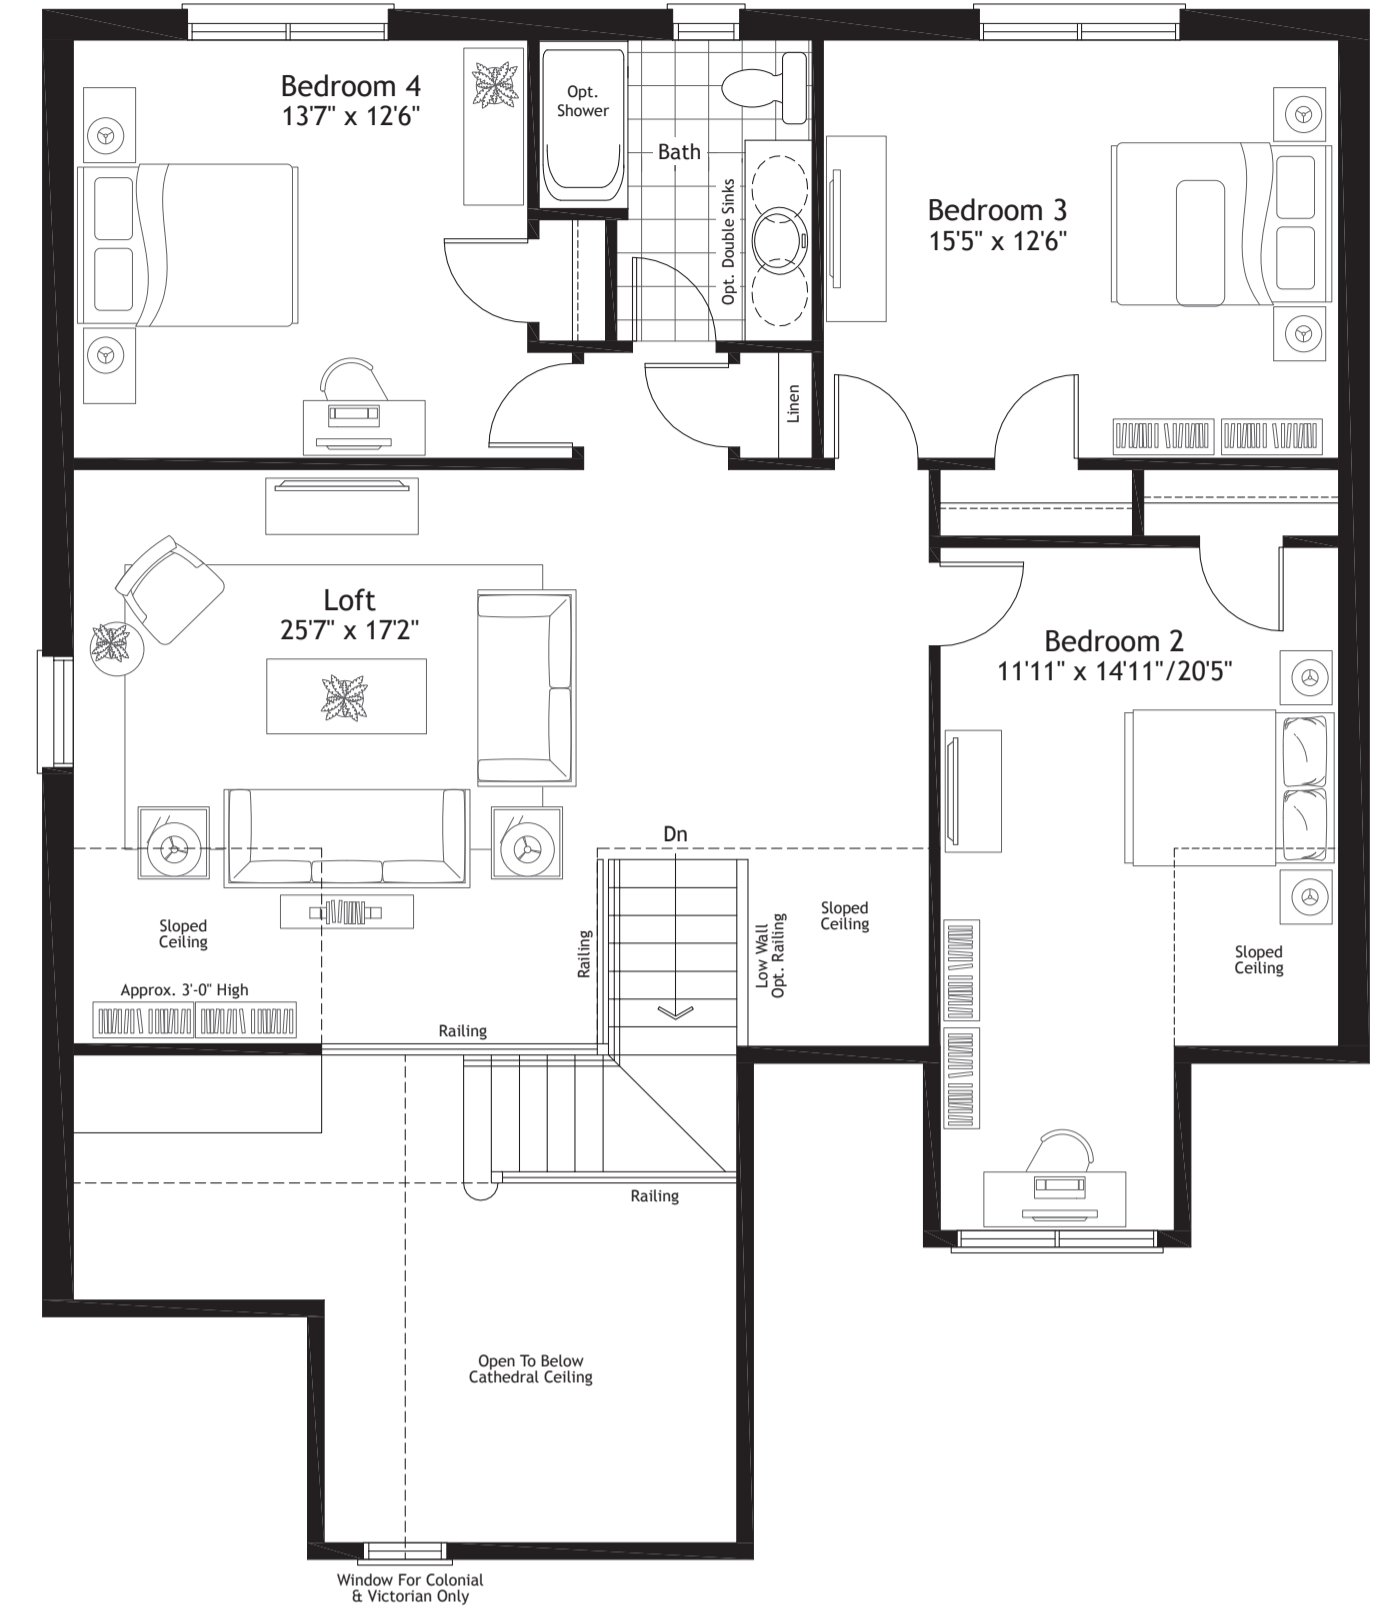 Bedroom 4
13'7" x 12'6"
Opt.
Shower
Bath
Opt. Double Sinks
Bedroom 3
15'5" x 12'6"
Linen
Loft
25'7" x 17'2"
Bedroom 2
11'11" x 14'11"/20'5"
Dn
Sloped
Ceiling
Approx. 3'-0" High
Railing
Railing
Low Wall
Opt. Railing
Sloped
Ceiling
Sloped
Ceiling
Railing
Open To Below
Cathedral Ceiling
Window For Colonial
& Victorian Only